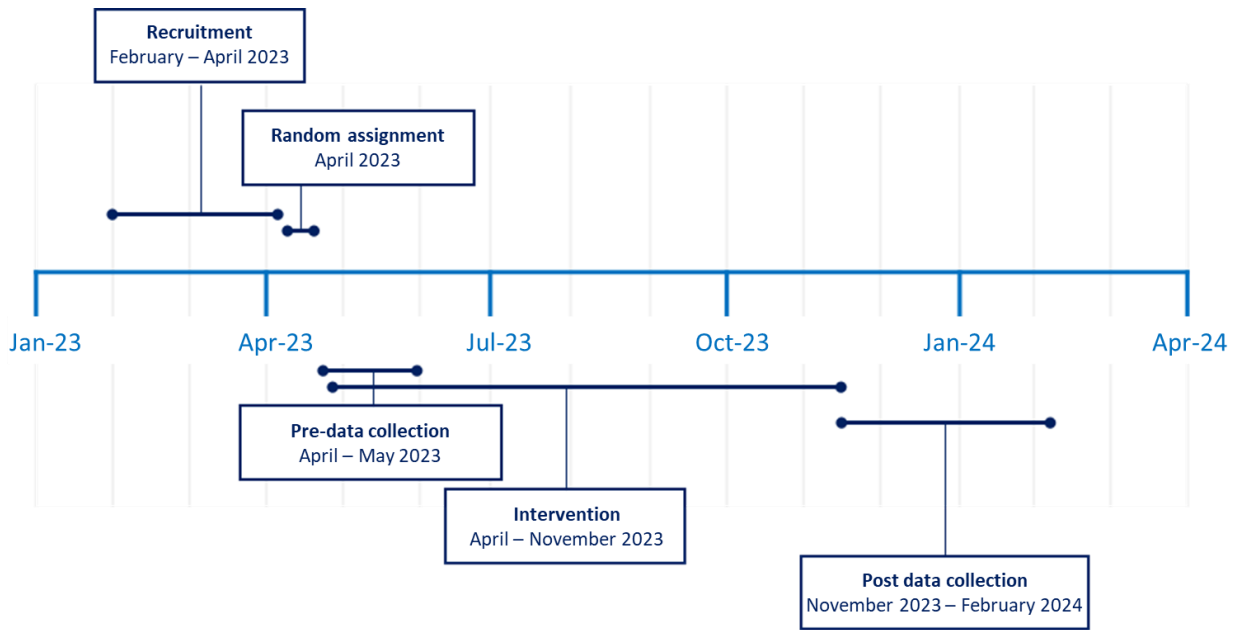 Recruitment
February – April 2023
Random assignment
April 2023
Jan-23
Apr-23
Jul-23
Oct-23
Jan-24
Apr-24
Pre-data collection
April – May 2023
Intervention
April – November 2023
Post data collection
November 2023 – February 2024